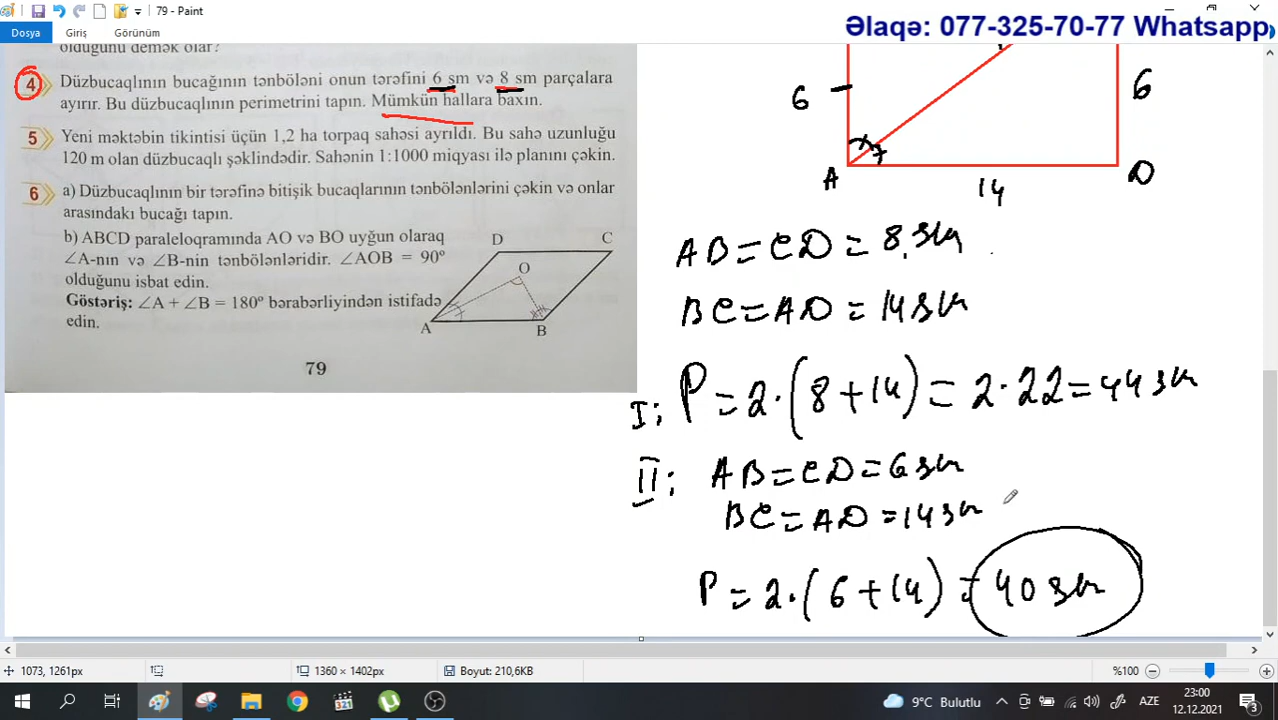 79 - Paint
Əlaqə: 077-325-70-77 Whatsapp
Dosya Giriş Görünüm
olduğunu demək olar?
4 Düzbucaqlının bucağının tənböləni onun tərəfini 6 sm və 8 sm parçalara
ayırır. Bu düzbucaqlının perimetrini tapın. Mümkün hallara baxın.
5 Yeni məktəbin tikintisi üçün 1,2 ha torpaq sahəsi ayrıldı. Bu sahə uzunluğu
120 m olan düzbucaqlı şəklindədir. Sahənin 1:1000 miqyası ilə planını çəkin.
6 a) Düzbucaqlının bir tərəfinə bitişik bucaqlarının tənbölənlərini çəkin və onlar
arasındakı bucağı tapın.
b) ABCD paraleloqramında AO və BO uyğun olaraq
∠A-nın və ∠B-nin tənbölənləridir. ∠AOB = 90°
olduğunu isbat edin.
Göstəriş: ∠A + ∠B = 180° bərabərliyindən istifadə
edin.
D C
O
A B
79
6 6
A D
14
AB = CD = 8 sm
BC = AD = 14 sm
I; P = 2·(8+14) = 2·22 = 44 sm
II; AB = CD = 6 sm
BC = AD = 14 sm
P = 2·(6+14) = 40 sm
1073, 1261px 1360 × 1402px Boyut: 210,6KB %100
321 9°C Bulutlu AZE 23:00
12.12.2021 3